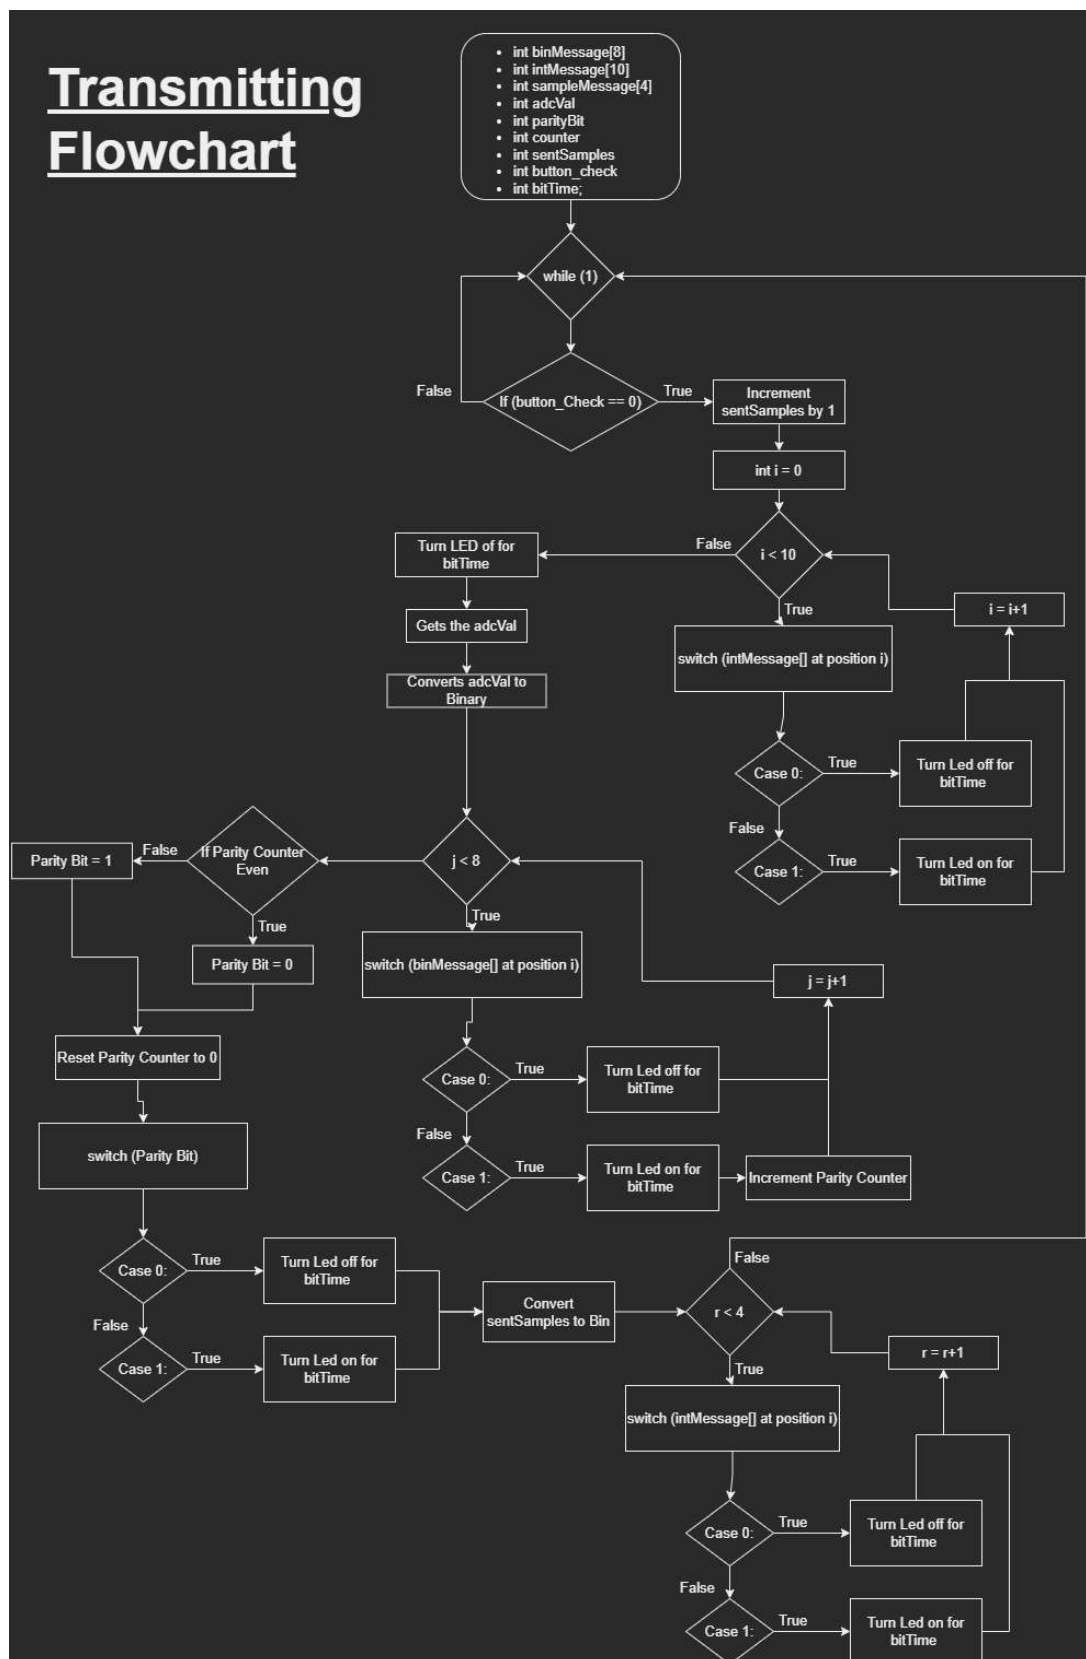 Transmitting
Flowchart
int binMessage[8]
int intMessage[10]
int sampleMessage[4]
int adcVal
int parityBit
int counter
int sentSamples
int button_check
int bitTime;
while (1)
False
If (button_Check == 0)
True
Increment
sentSamples by 1
int i = 0
Turn LED of for
bitTime
False
i < 10
True
i = i+1
Gets the adcVal
switch (intMessage[] at position i)
Converts adcVal to
Binary
Case 0:
True
Turn Led off for
bitTime
False
Case 1:
True
Turn Led on for
bitTime
Parity Bit = 1
False
If Parity Counter
Even
j < 8
True
True
Parity Bit = 0
switch (binMessage[] at position i)
j = j+1
Reset Parity Counter to 0
Case 0:
True
Turn Led off for
bitTime
False
Case 1:
True
Turn Led on for
bitTime
Increment Parity Counter
switch (Parity Bit)
Case 0:
True
Turn Led off for
bitTime
False
Case 1:
True
Turn Led on for
bitTime
Convert
sentSamples to Bin
False
r < 4
True
r = r+1
switch (intMessage[] at position i)
Case 0:
True
Turn Led off for
bitTime
False
Case 1:
True
Turn Led on for
bitTime